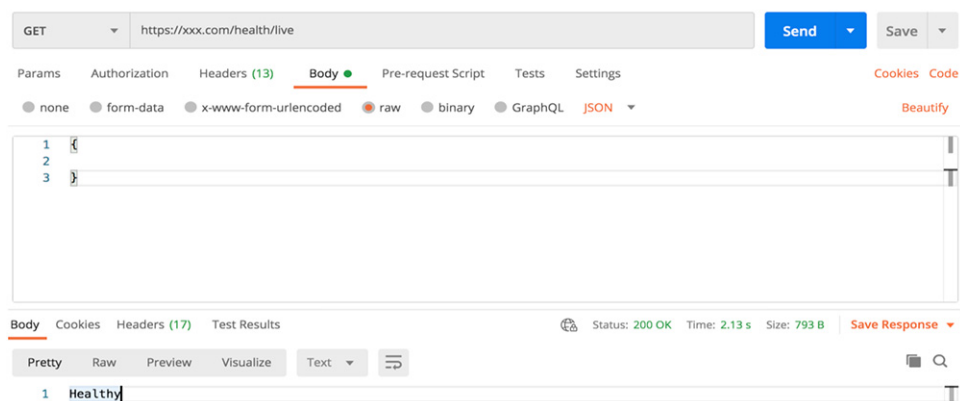 GET https://xxx.com/health/live Send Save
Params Authorization Headers (13) Body Pre-request Script Tests Settings Cookies Code
none form-data x-www-form-urlencoded raw binary GraphQL JSON Beautify
1 {
2
3 }
Body Cookies Headers (17) Test Results Status: 200 OK Time: 2.13 s Size: 793 B Save Response
Pretty Raw Preview Visualize Text
1 Healthy